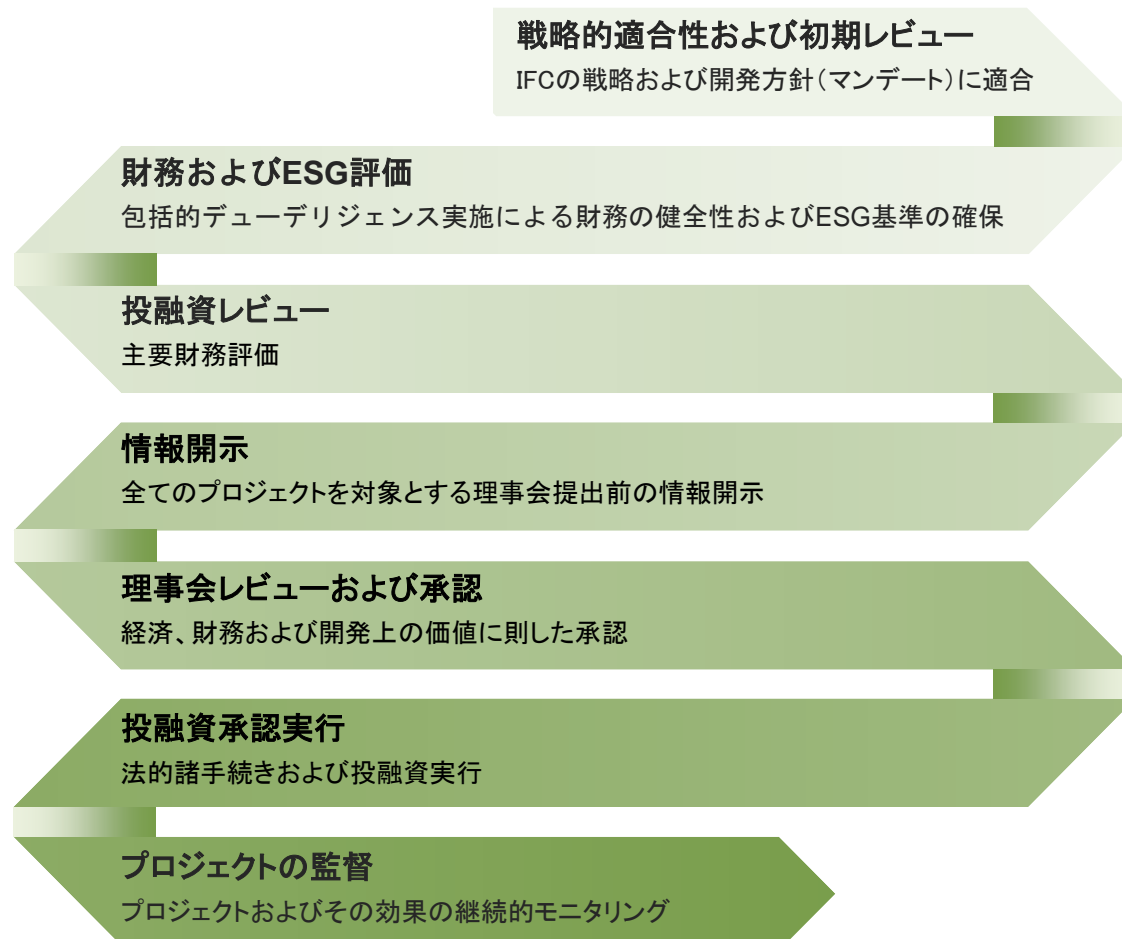 戦略的適合性および初期レビュー
IFCの戦略および開発方針（マンデート）に適合
財務およびESG評価
包括的デューデリジェンス実施による財務の健全性およびESG基準の確保
投融資レビュー
主要財務評価
情報開示
全てのプロジェクトを対象とする理事会提出前の情報開示
理事会レビューおよび承認
経済、財務および開発上の価値に則した承認
投融資承認実行
法的諸手続きおよび投融資実行
プロジェクトの監督
プロジェクトおよびその効果の継続的モニタリング